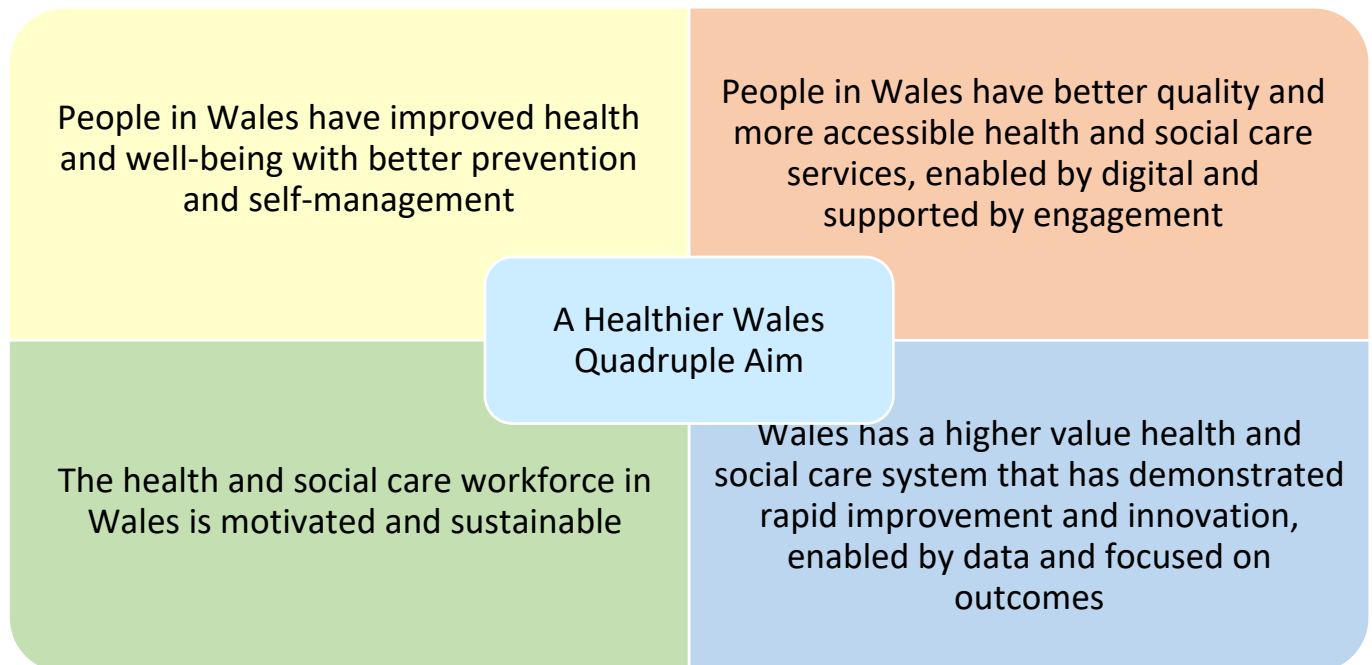 People in Wales have improved health
and well-being with better prevention
and self-management
People in Wales have better quality and
more accessible health and social care
services, enabled by digital and
supported by engagement
A Healthier Wales
Quadruple Aim
The health and social care workforce in
Wales is motivated and sustainable
Wales has a higher value health and
social care system that has demonstrated
rapid improvement and innovation,
enabled by data and focused on
outcomes